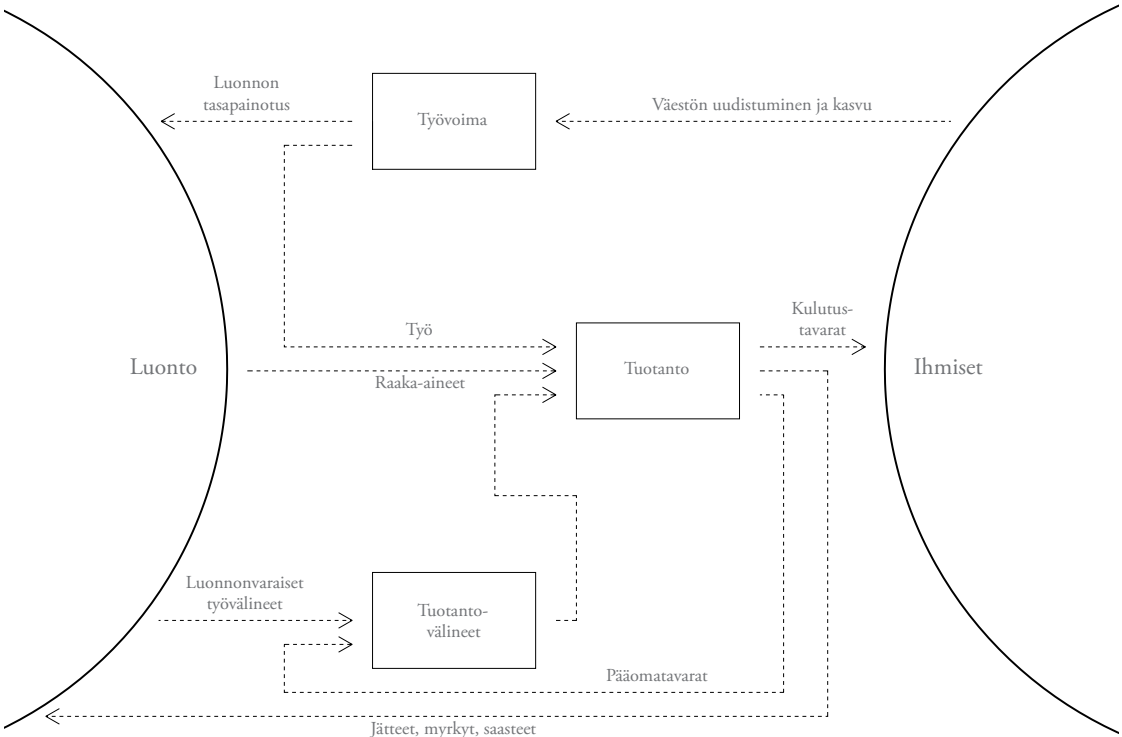 Luonnon
tasapainotus
Työvoima
Väestön uudistuminen ja kasvu
Kulutus-
tavarat
Työ
Luonto
Raaka-aineet
Tuotanto
Ihmiset
Luonnonvaraiset
työvälineet
Tuotanto-
välineet
Pääomatavarat
Jätteet, myrkyt, saasteet